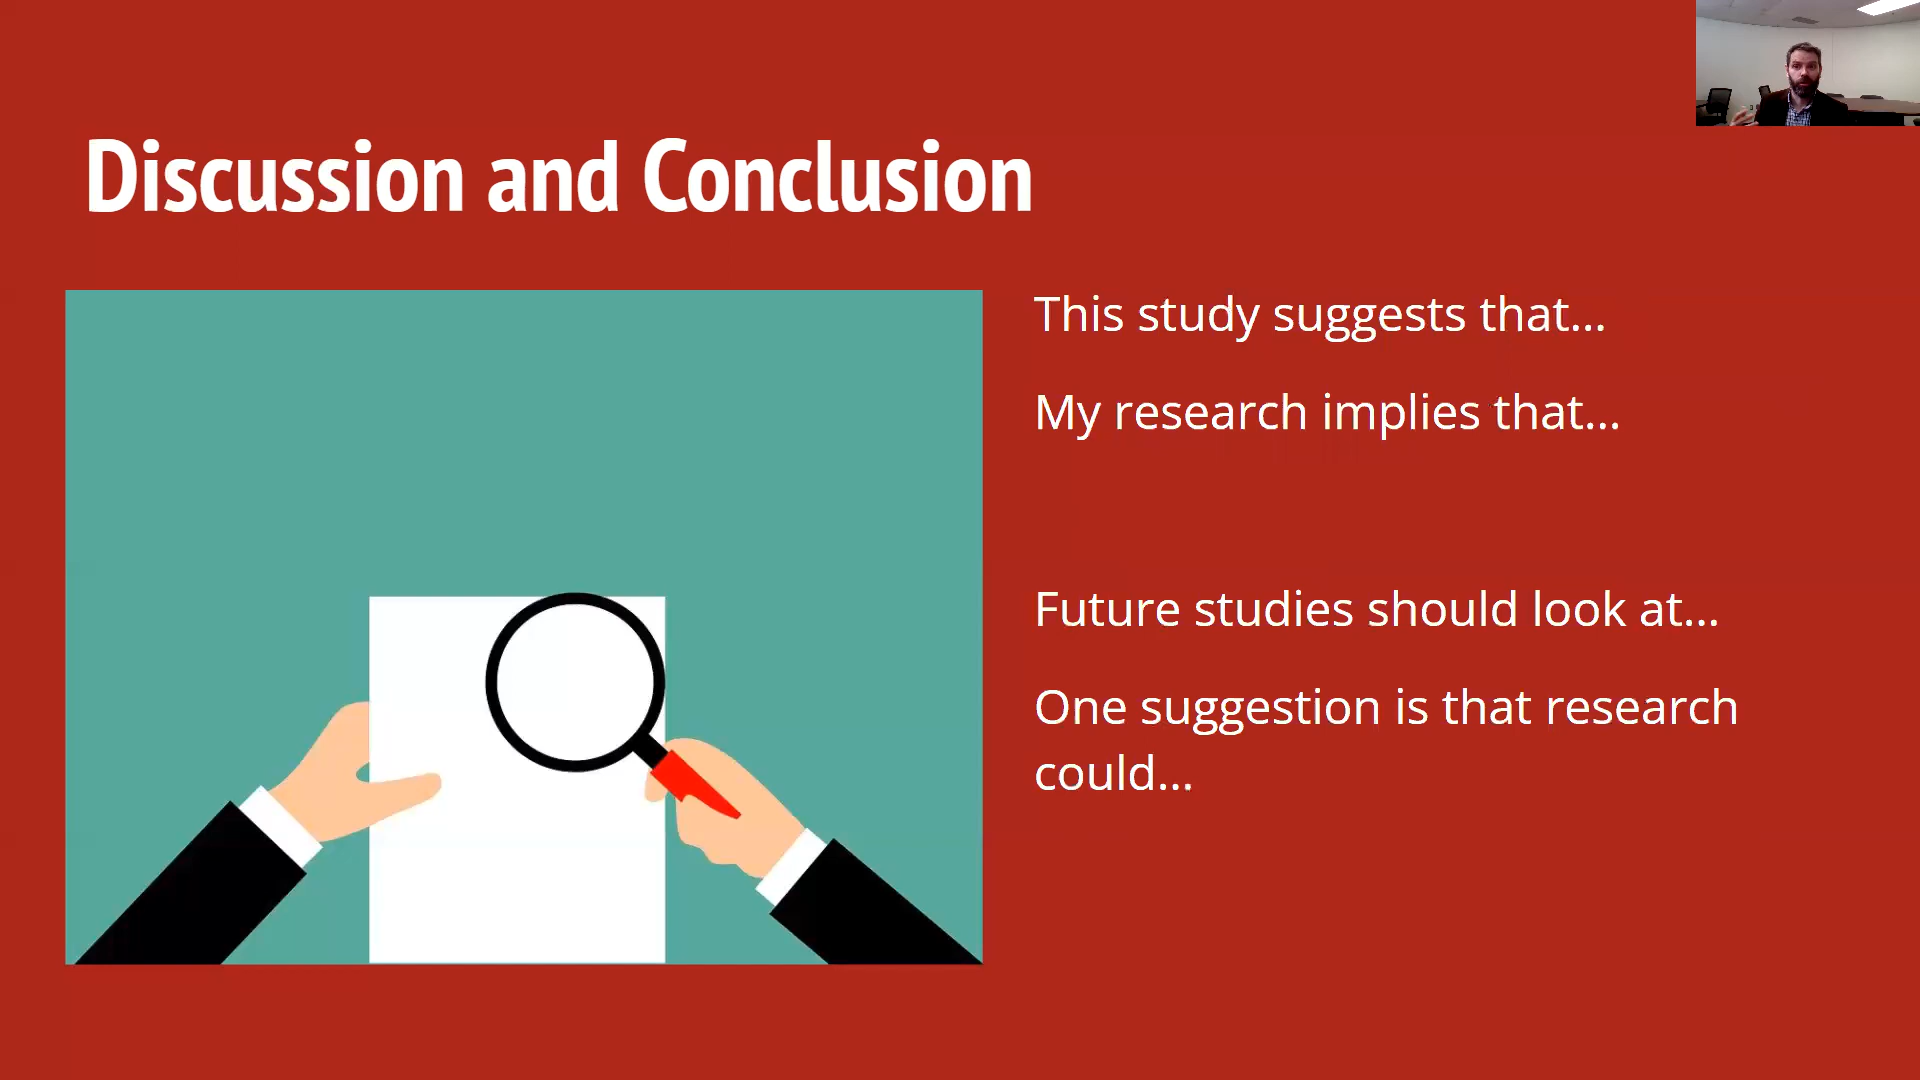 Discussion and Conclusion
This study suggests that...
My research implies that...
Future studies should look at...
One suggestion is that research
could...